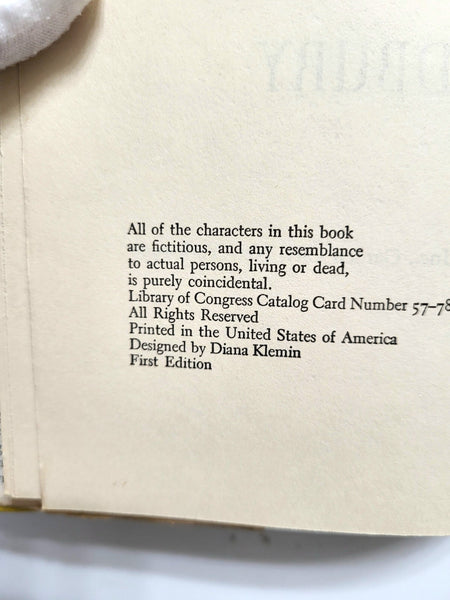 All of the characters in this book
are fictitious, and any resemblance
to actual persons, living or dead,
is purely coincidental.
Library of Congress Catalog Card Number 57–78
All Rights Reserved
Printed in the United States of America
Designed by Diana Klemin
First Edition